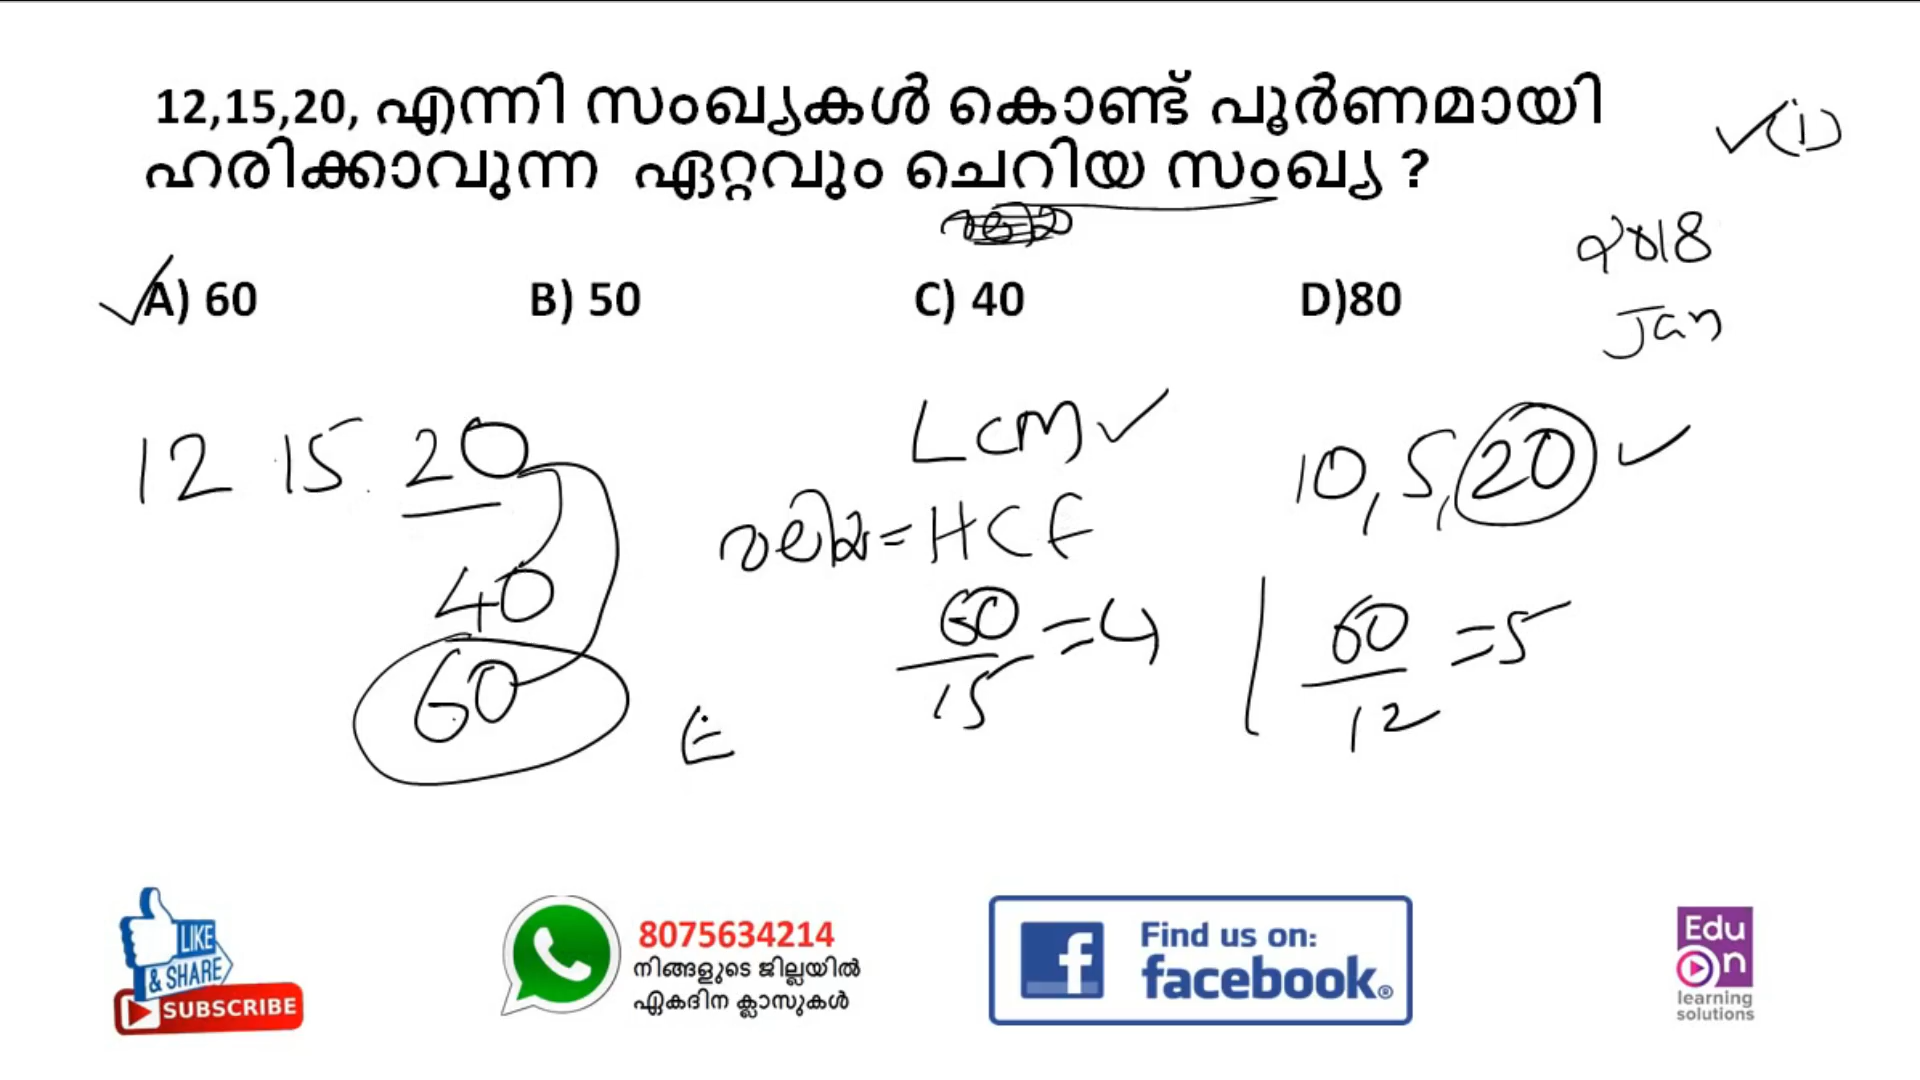 12,15,20, എന്നി സംഖ്യകൾ കൊണ്ട് പൂർണമായി
ഹരിക്കാവുന്ന ഏറ്റവും ചെറിയ സംഖ്യ ?
(i)
2018
Jan
A) 60 B) 50 C) 40 D)80
12 15 20
40
60
LCM
വലിയ = HCF
60/15 = 4
10, 5, 20
60/12 = 5
LIKE
& SHARE
SUBSCRIBE
8075634214
നിങ്ങളുടെ ജില്ലയിൽ
ഏകദിന ക്ലാസുകൾ
Find us on:
facebook®
Edu
On
learning
solutions